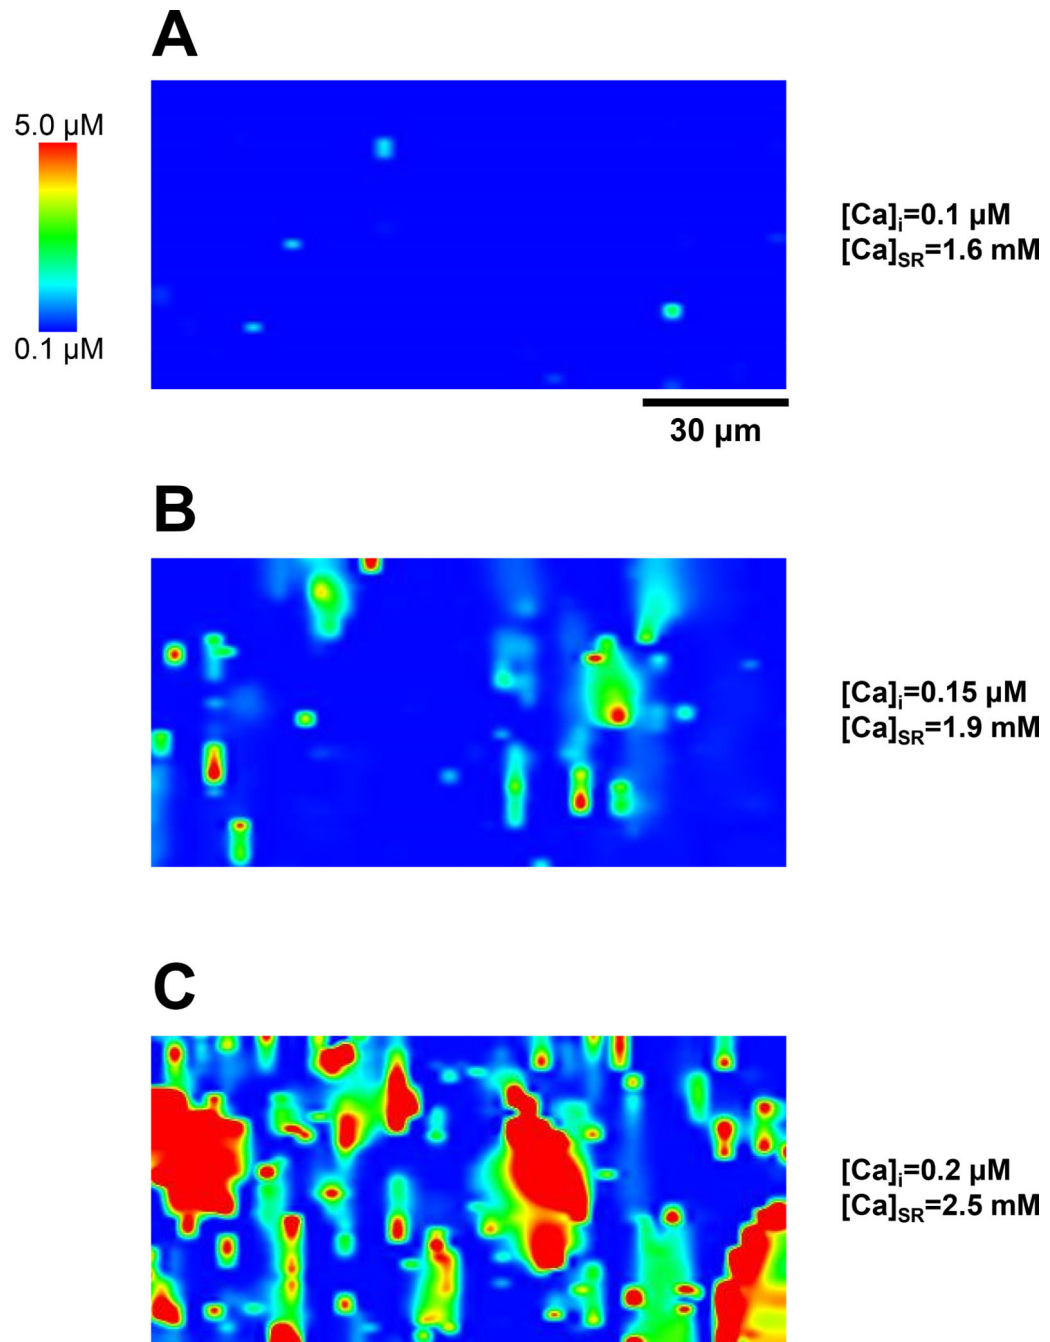 A
5.0 µM
0.1 µM
[Ca]i=0.1 µM
[Ca]SR=1.6 mM
30 µm
B
[Ca]i=0.15 µM
[Ca]SR=1.9 mM
C
[Ca]i=0.2 µM
[Ca]SR=2.5 mM